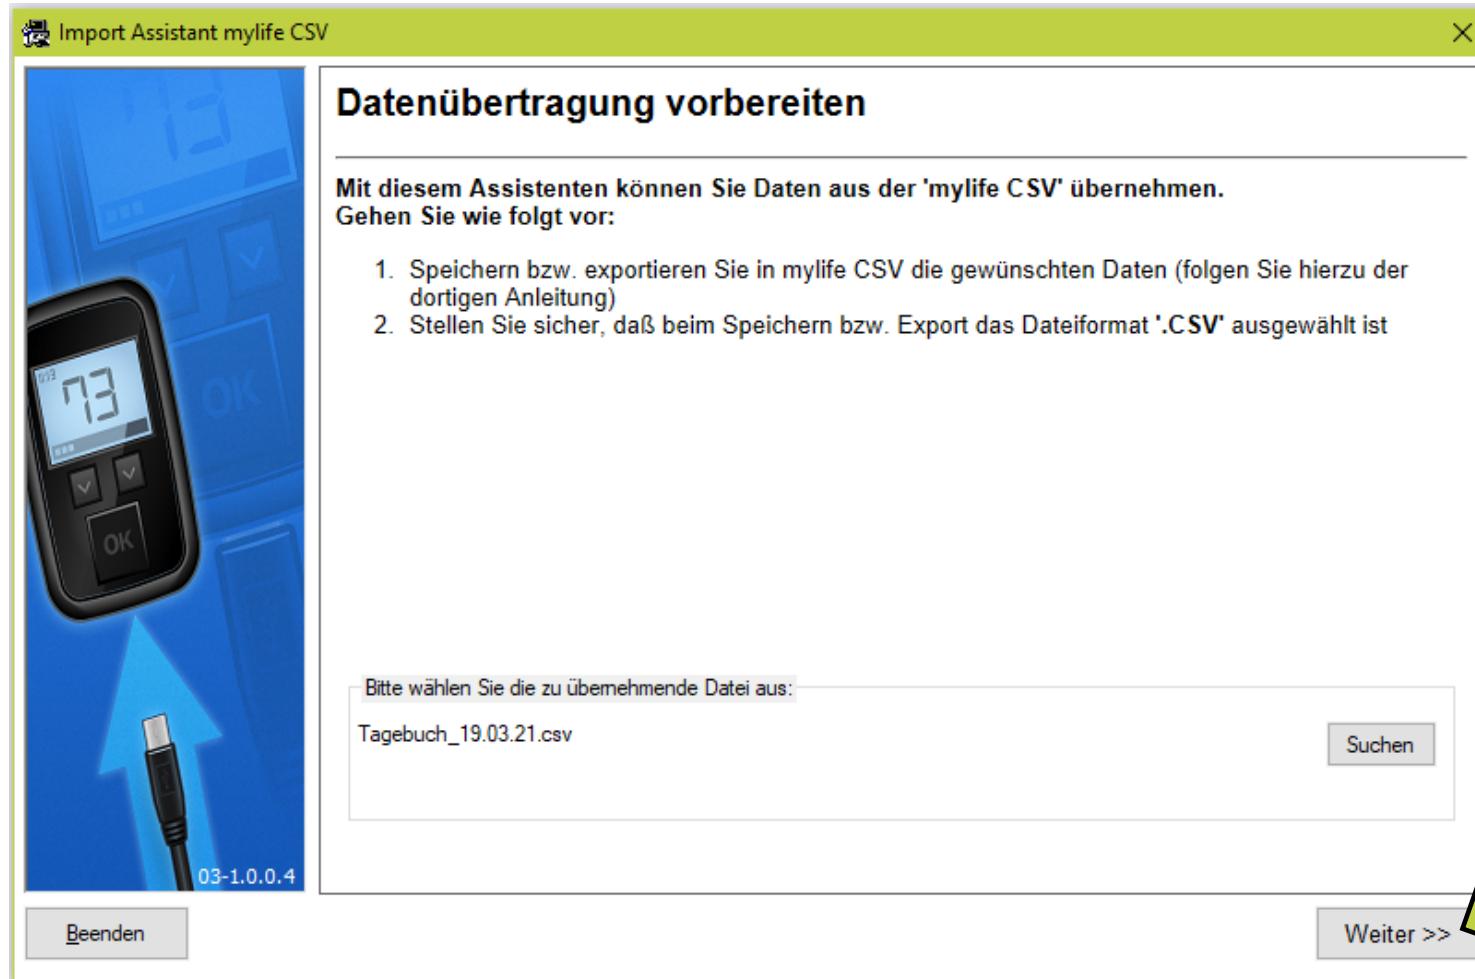 Import Assistant mylife CSV
Datenübertragung vorbereiten
Mit diesem Assistenten können Sie Daten aus der 'mylife CSV' übernehmen.
Gehen Sie wie folgt vor:
1. Speichern bzw. exportieren Sie in mylife CSV die gewünschten Daten (folgen Sie hierzu der
dortigen Anleitung)
2. Stellen Sie sicher, daß beim Speichern bzw. Export das Dateiformat '.CSV' ausgewählt ist
73
OK
013
73
OK
Bitte wählen Sie die zu übernehmende Datei aus:
Tagebuch_19.03.21.csv
Suchen
03-1.0.0.4
Beenden
Weiter >>